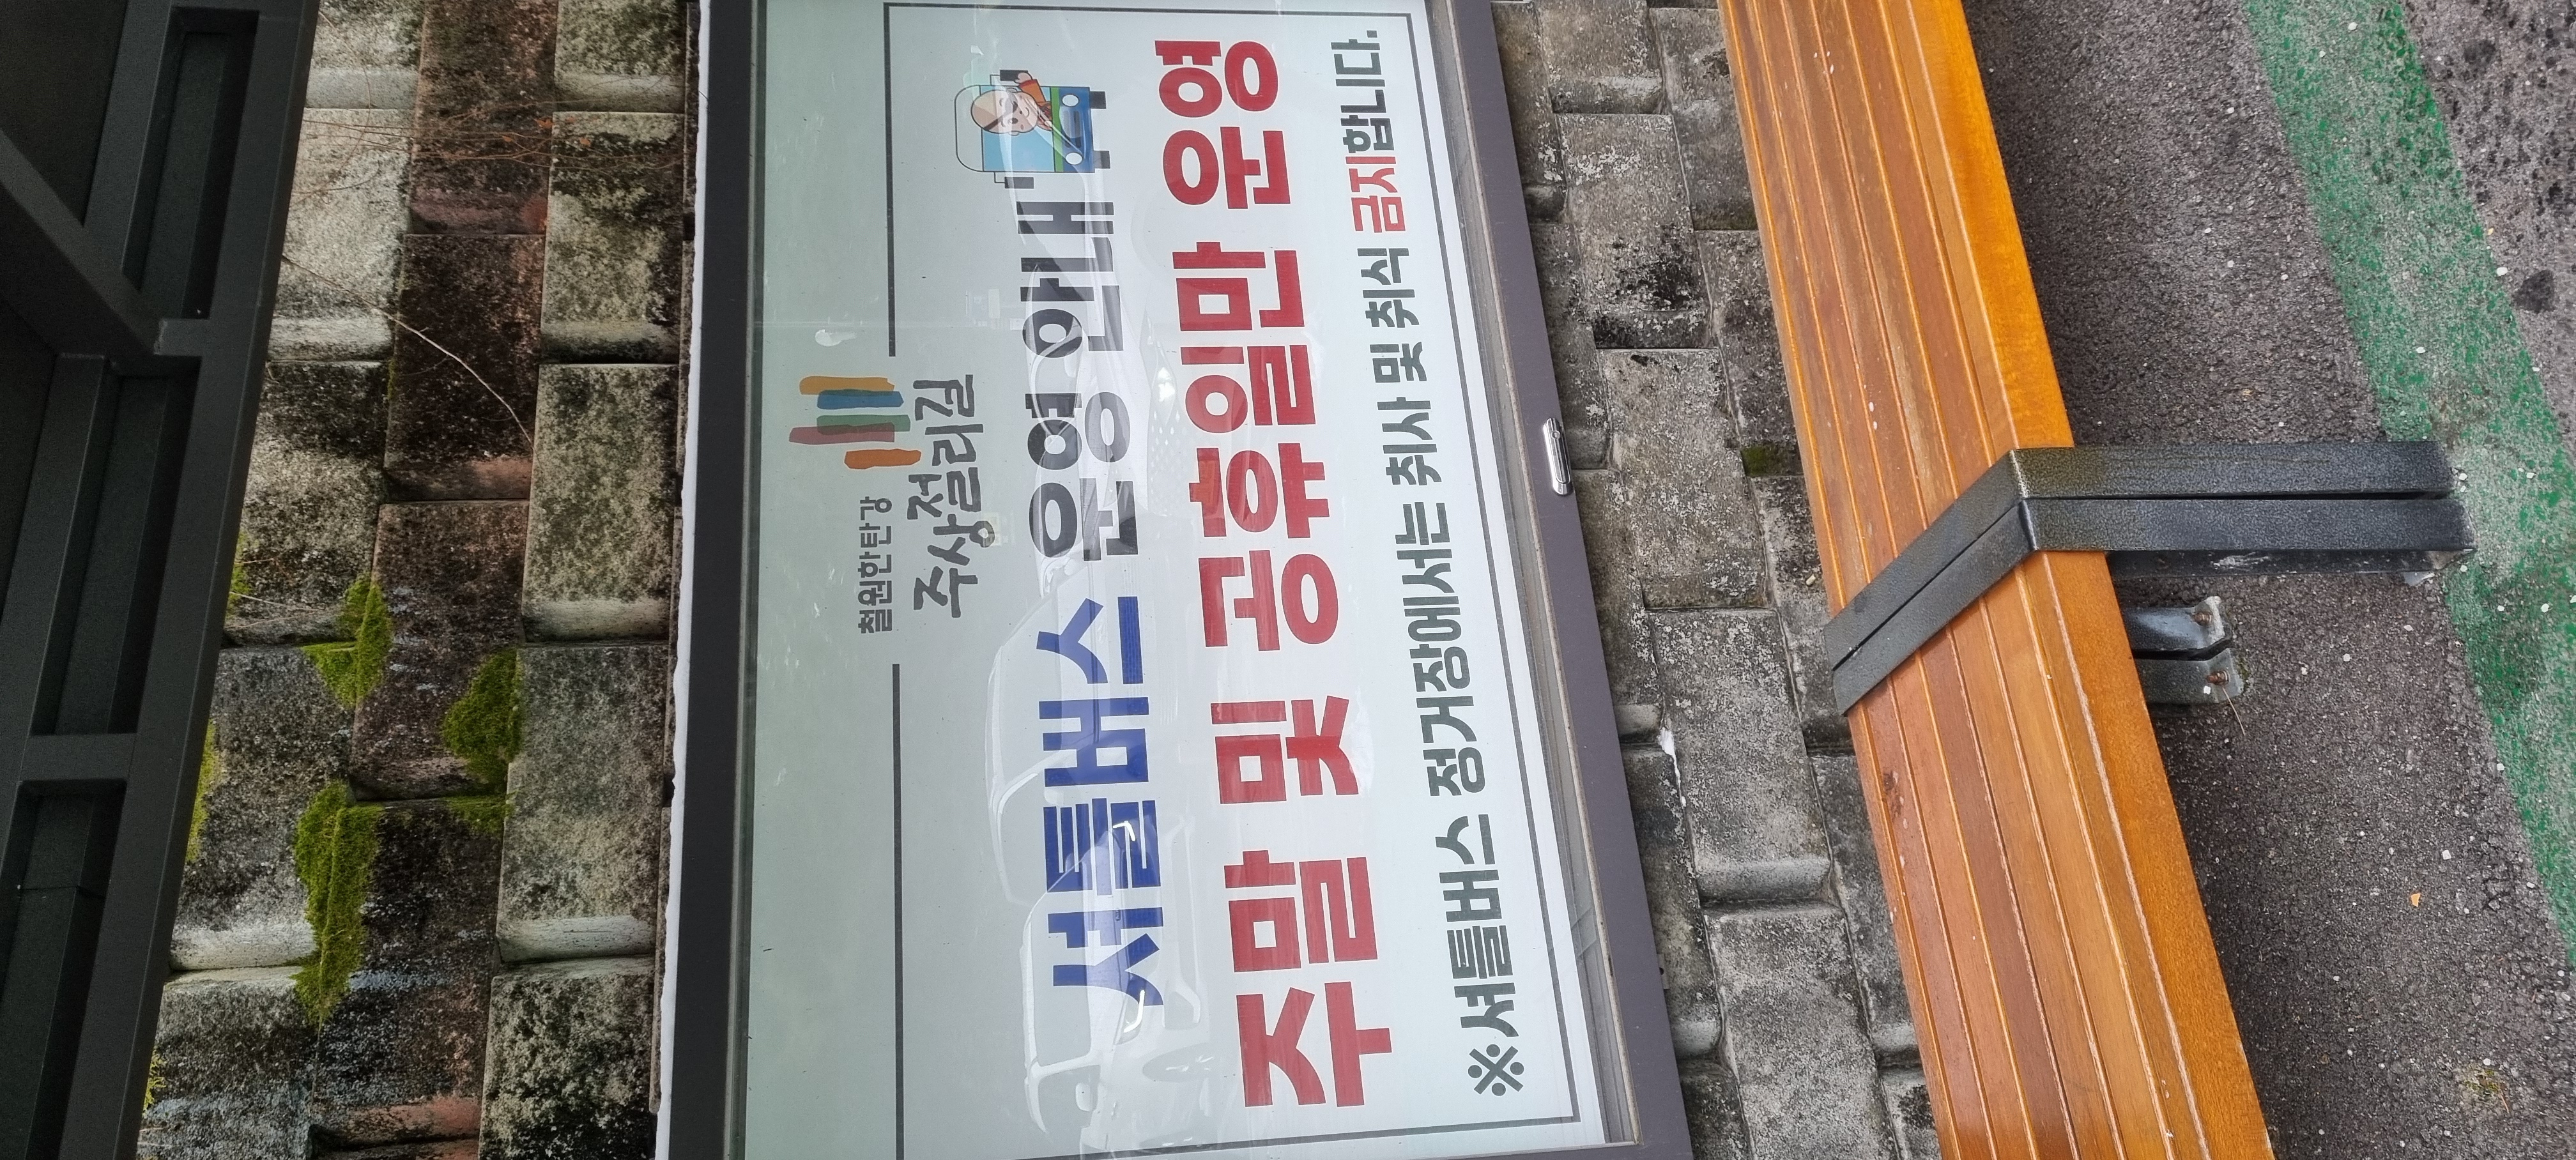 철원한탄강
주상절리길
셔틀버스 운영 안내
주말 및 공휴일만 운영
※셔틀버스 정거장에서는 취사 및 취식 금지합니다.